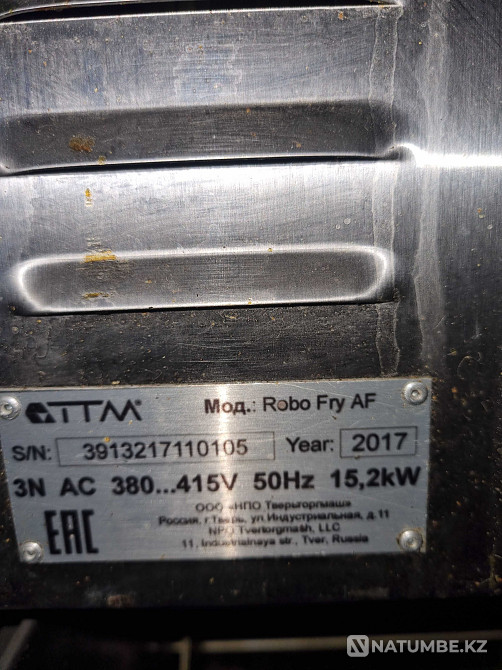 TTM Мод.: Robo Fry AF
S/N: 3913217110105 Year: 2017
3N AC 380...415V 50Hz 15,2kW
ООО «НПО Тверьторгмаш»
Россия, г.Тверь, ул.Индустриальная, д.11
NPO Tvertorgmash, LLC
11, Industrialnaya str., Tver, Russia
EAC
NATUMBE.KZ